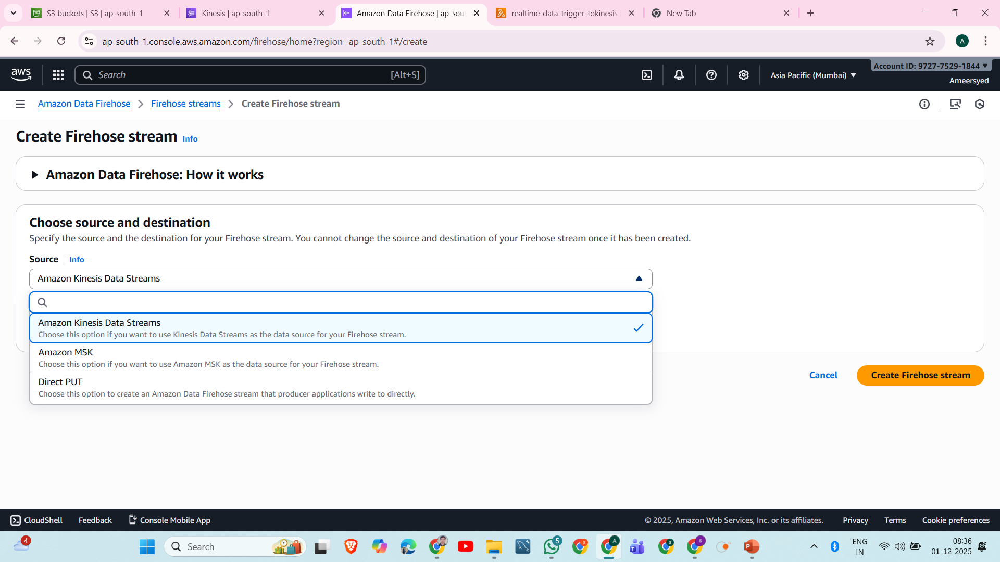 S3 buckets | S3 | ap-south-1
Kinesis | ap-south-1
Amazon Data Firehose | ap-sou
realtime-data-trigger-tokinesis
New Tab
ap-south-1.console.aws.amazon.com/firehose/home?region=ap-south-1#/create
A
aws
Search
[Alt+S]
Asia Pacific (Mumbai)
Account ID: 9727-7529-1844
Ameersyed
Amazon Data Firehose
Firehose streams
Create Firehose stream
Create Firehose stream Info
Amazon Data Firehose: How it works
Choose source and destination
Specify the source and the destination for your Firehose stream. You cannot change the source and destination of your Firehose stream once it has been created.
Source Info
Amazon Kinesis Data Streams
Amazon Kinesis Data Streams
Choose this option if you want to use Kinesis Data Streams as the data source for your Firehose stream.
Amazon MSK
Choose this option if you want to use Amazon MSK as the data source for your Firehose stream.
Direct PUT
Choose this option to create an Amazon Data Firehose stream that producer applications write to directly.
Cancel
Create Firehose stream
CloudShell
Feedback
Console Mobile App
© 2025, Amazon Web Services, Inc. or its affiliates.
Privacy
Terms
Cookie preferences
4
Search
5
S
A
T
S
S
P
ENG
IN
08:36
01-12-2025